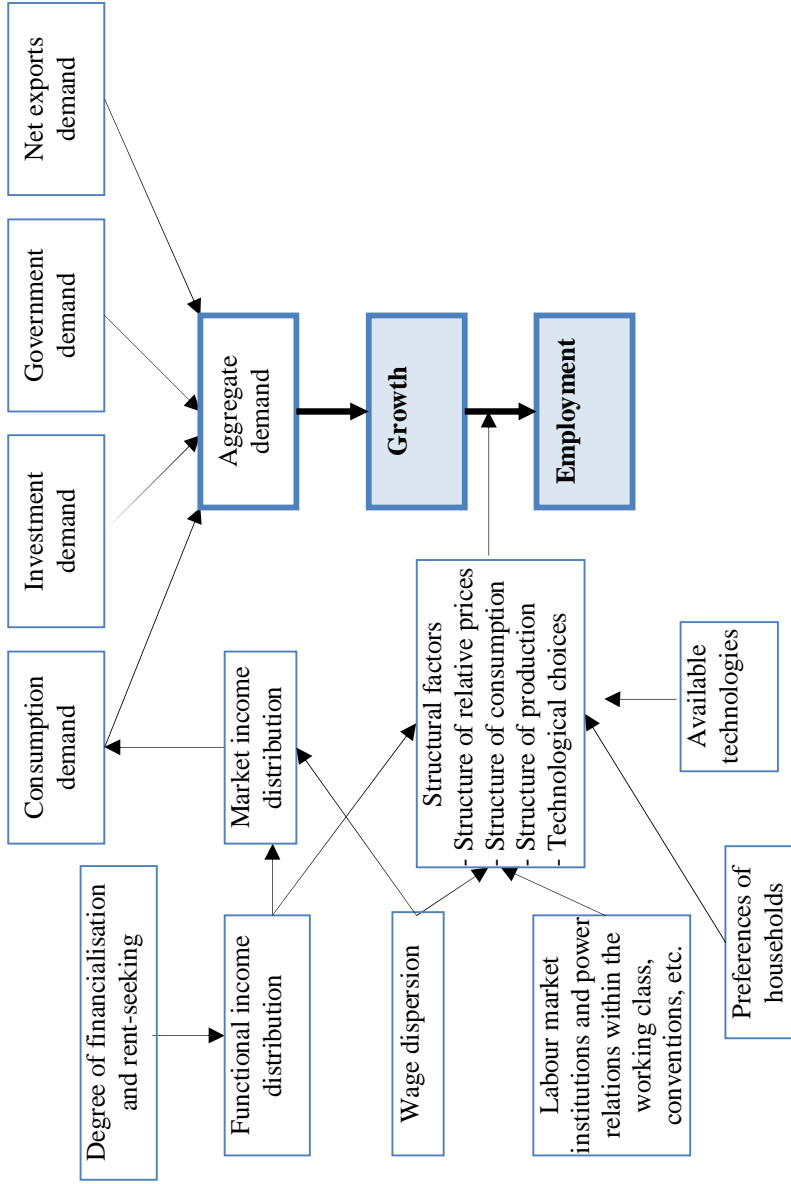 Consumption
demand
Investment
demand
Government
demand
Net exports
demand
Degree of financialisation
and rent-seeking
Functional income
distribution
Market income
distribution
Aggregate
demand
Growth
Wage dispersion
Structural factors
- Structure of relative prices
- Structure of consumption
- Structure of production
- Technological choices
Employment
Labour market
institutions and power
relations within the
working class,
conventions, etc.
Preferences of
households
Available
technologies